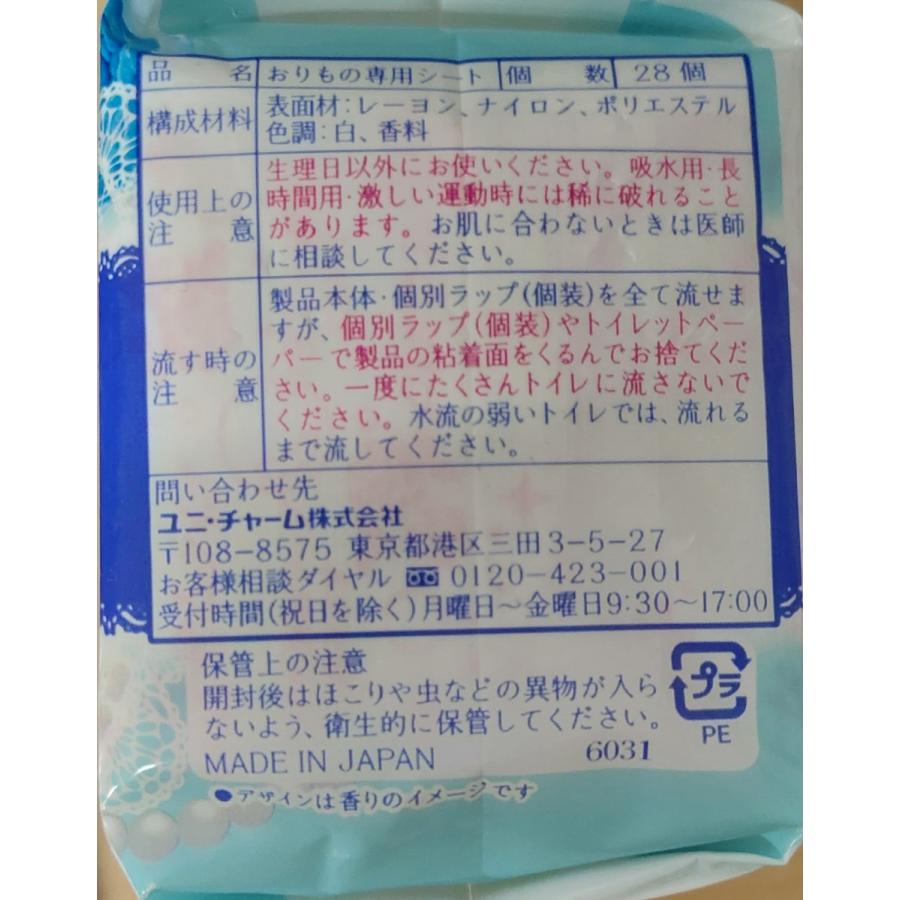 品名 おりもの専用シート 個数 28個
構成材料 表面材：レーヨン、ナイロン、ポリエステル
色調：白、香料
使用上の注意 生理日以外にお使いください。吸水用・長
時間用・激しい運動時には稀に破れること
があります。お肌に合わないときは医師
に相談してください。
流す時の注意 製品本体・個別ラップ(個装)を全て流せま
すが、個別ラップ(個装)やトイレットペー
パーで製品の粘着面をくるんでお捨てくだ
さい。一度にたくさんトイレに流さないで
ください。水流の弱いトイレでは、流れる
まで流してください。
問い合わせ先
ユニ・チャーム株式会社
〒108-8575 東京都港区三田3-5-27
お客様相談ダイヤル 0120-423-001
受付時間(祝日を除く)月曜日〜金曜日9:30〜17:00
保管上の注意
開封後はほこりや虫などの異物が入ら
ないよう、衛生的に保管してください。
MADE IN JAPAN 6031
プラ
PE
●デザインは香りのイメージです